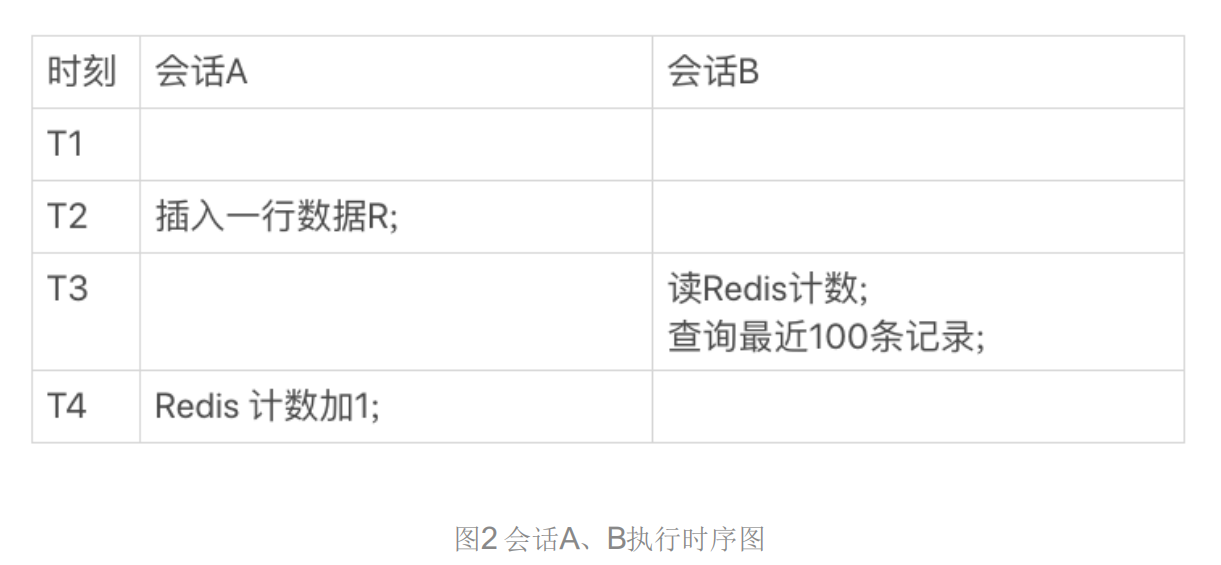 时刻 会话A 会话B
T1
T2 插入一行数据R;
T3 读Redis计数;
查询最近100条记录;
T4 Redis 计数加1;
图2 会话A、B执行时序图